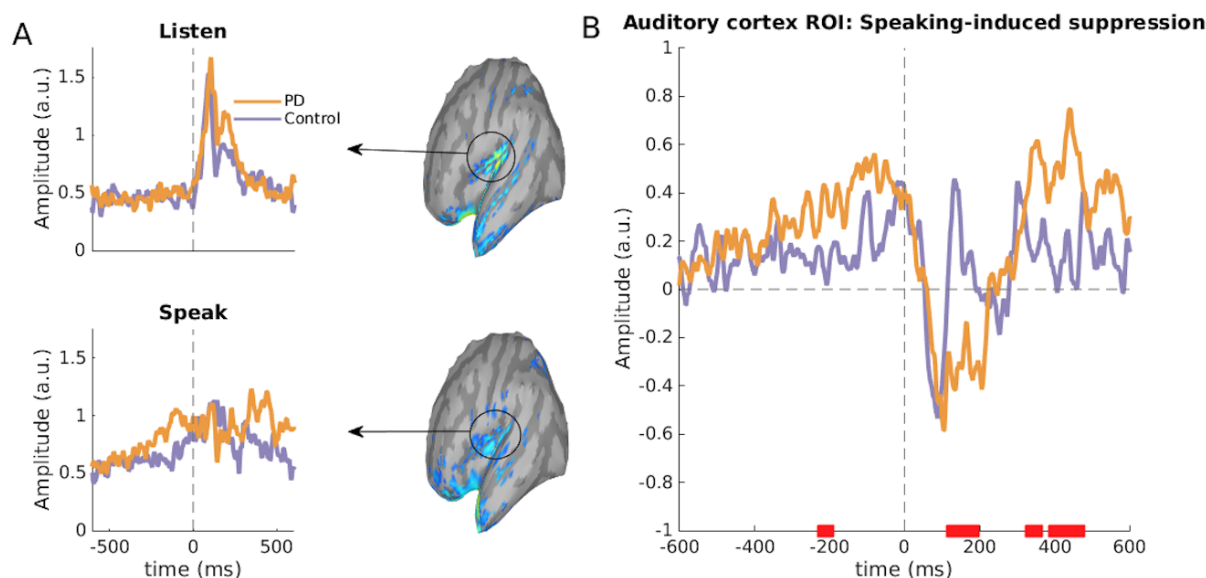 A
Listen
Amplitude (a.u.)
1.5
1
0.5
0
PD
Control
Speak
Amplitude (a.u.)
1.5
1
0.5
0
-500 0 500
time (ms)
B
Auditory cortex ROI: Speaking-induced suppression
Amplitude (a.u.)
1
0.8
0.6
0.4
0.2
0
-0.2
-0.4
-0.6
-0.8
-1
-600 -400 -200 0 200 400 600
time (ms)